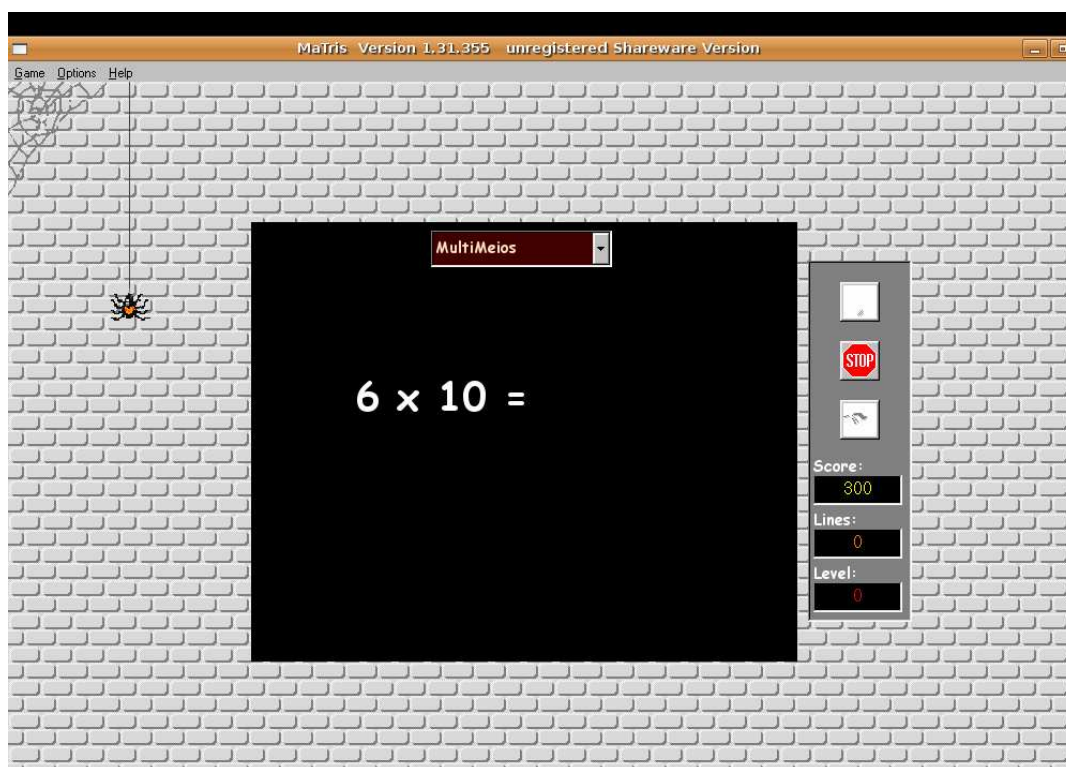 MaTris Version 1.31.355 unregistered Shareware Version
Game Options Help
MultiMeios
6 x 10 =
STOP
Score:
300
Lines:
0
Level:
0